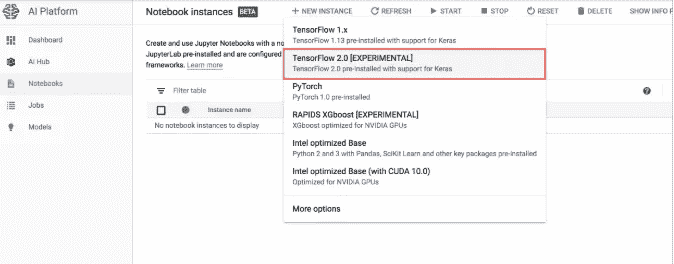 AI Platform
Notebook instances BETA
+ NEW INSTANCE
REFRESH
START
STOP
RESET
DELETE
SHOW INFO P
Dashboard
AI Hub
Notebooks
Jobs
Models
Create and use Jupyter Notebooks with a no
JupyterLab pre-installed and are configured
frameworks. Learn more
Filter table
Instance name
No notebook instances to display
TensorFlow 1.x
TensorFlow 1.13 pre-installed with support for Keras
TensorFlow 2.0 [EXPERIMENTAL]
TensorFlow 2.0 pre-installed with support for Keras
PyTorch
PyTorch 1.0 pre-installed
RAPIDS XGboost [EXPERIMENTAL]
XGboost optimized for NVIDIA GPUs
Intel optimized Base
Python 2 and 3 with Pandas, SciKit Learn and other key packages pre-installed
Intel optimized Base (with CUDA 10.0)
Optimized for NVIDIA GPUs
More options